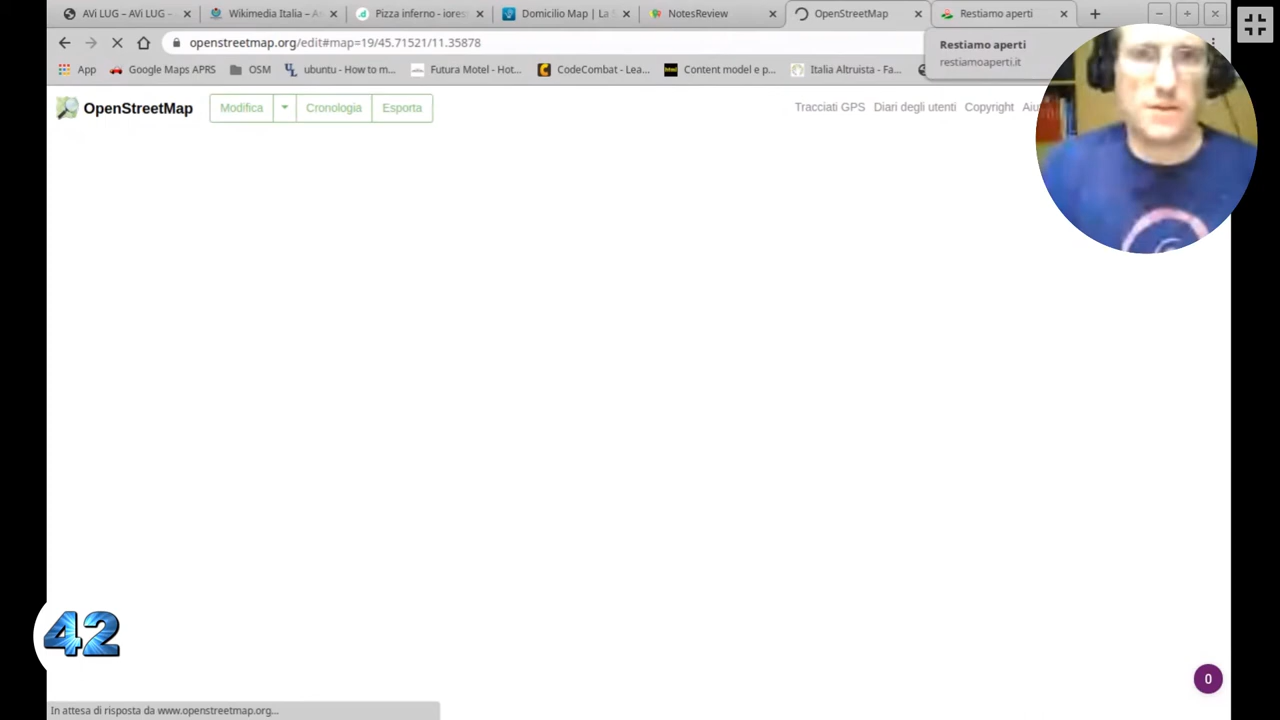 AVi LUG – AVi LUG –
Wikimedia Italia – A
Pizza inferno - iores
Domicilio Map | La S
NotesReview
OpenStreetMap
Restiamo aperti
openstreetmap.org/edit#map=19/45.71521/11.35878
Restiamo aperti
restiamoaperti.it
App
Google Maps APRS
OSM
ubuntu - How to m...
Futura Motel - Hot...
CodeCombat - Lea...
Content model e p...
Italia Altruista - Fa...
OpenStreetMap
Modifica
Cronologia
Esporta
Tracciati GPS
Diari degli utenti
Copyright
42
0
In attesa di risposta da www.openstreetmap.org...